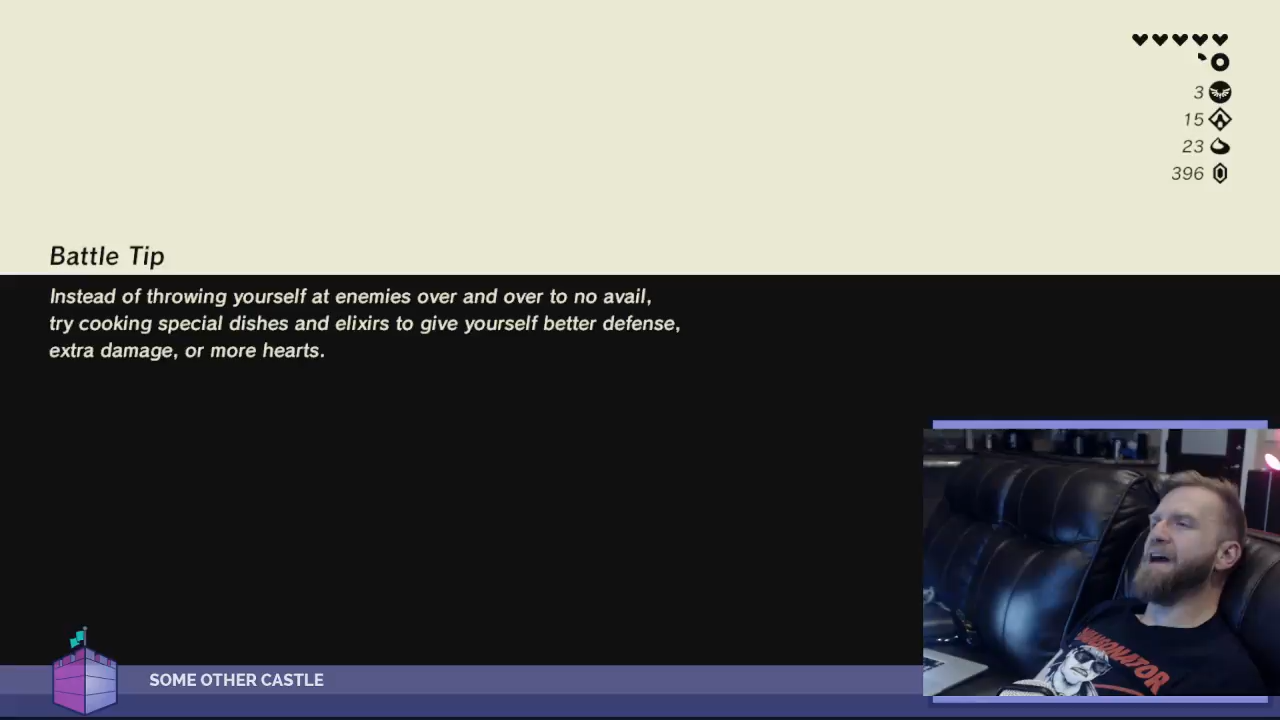 3
15
23
396
Battle Tip
Instead of throwing yourself at enemies over and over to no avail,
try cooking special dishes and elixirs to give yourself better defense,
extra damage, or more hearts.
SWANSONATOR
SOME OTHER CASTLE